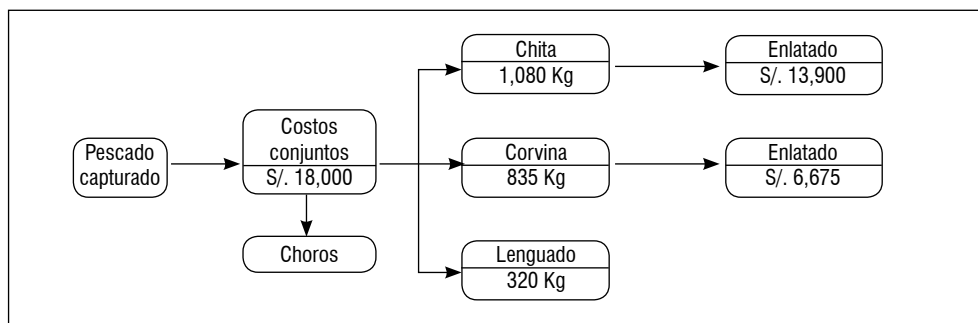 Pescado
capturado
Costos
conjuntos
S/. 18,000
Choros
Chita
1,080 Kg
Corvina
835 Kg
Lenguado
320 Kg
Enlatado
S/. 13,900
Enlatado
S/. 6,675